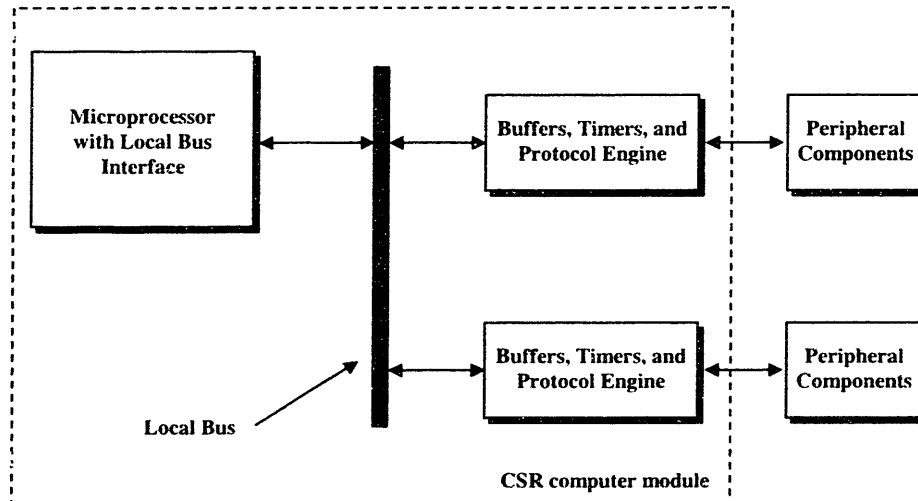 Microprocessor
with Local Bus
Interface
Buffers, Timers, and
Protocol Engine
Peripheral
Components
Buffers, Timers, and
Protocol Engine
Peripheral
Components
Local Bus
CSR computer module